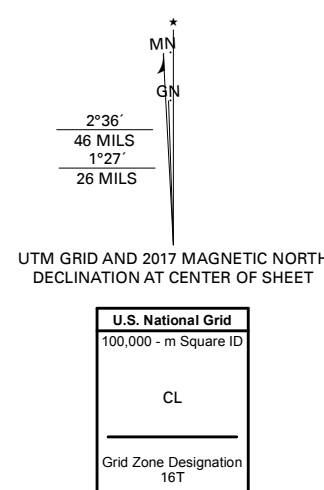 ★
MN
GN
2°36´
46 MILS
1°27´
26 MILS
UTM GRID AND 2017 MAGNETIC NORTH
DECLINATION AT CENTER OF SHEET
U.S. National Grid
100,000 - m Square ID
CL
Grid Zone Designation
16T